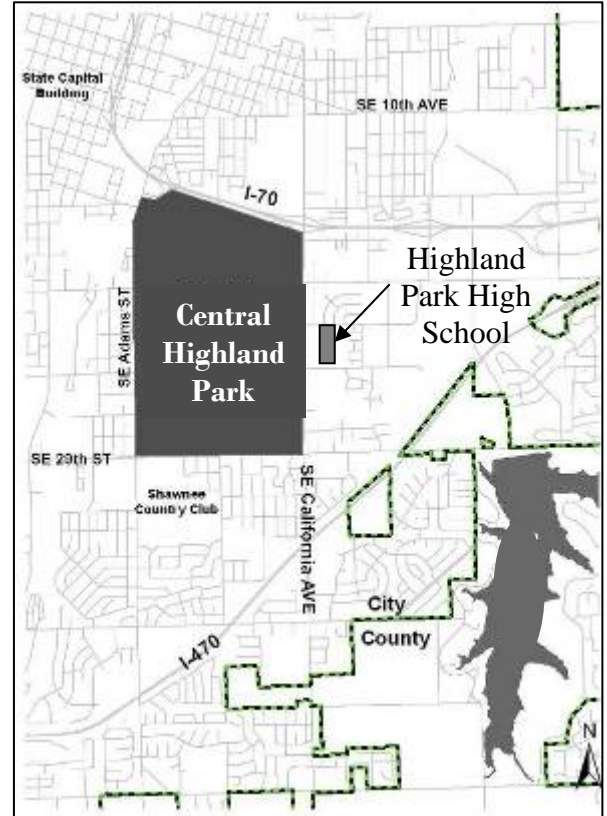 State Capital
Building
SE 10th AVE
I-70
Highland
Park High
School
SE Adams ST
Central
Highland
Park
SE 29th ST
Shawnee
Country Club
SE California AVE
City
County
I-470
N